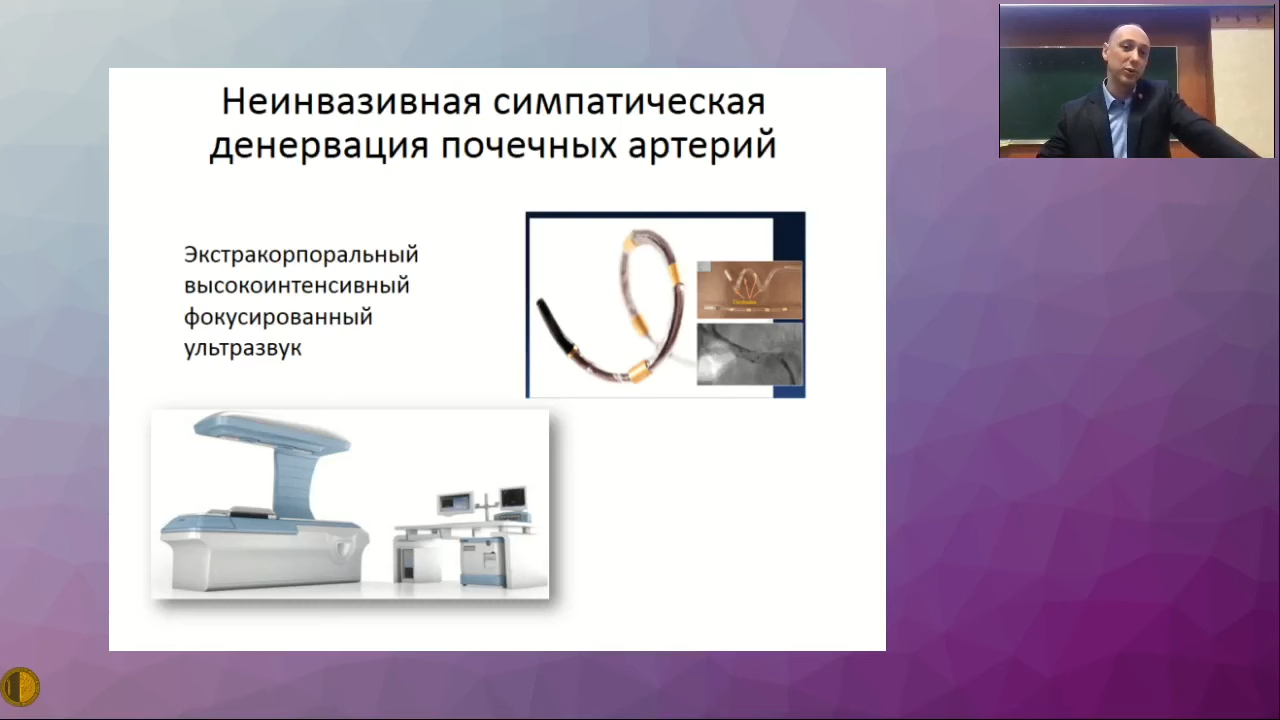 Неинвазивная симпатическая
денервация почечных артерий
Экстракорпоральный
высокоинтенсивный
фокусированный
ультразвук